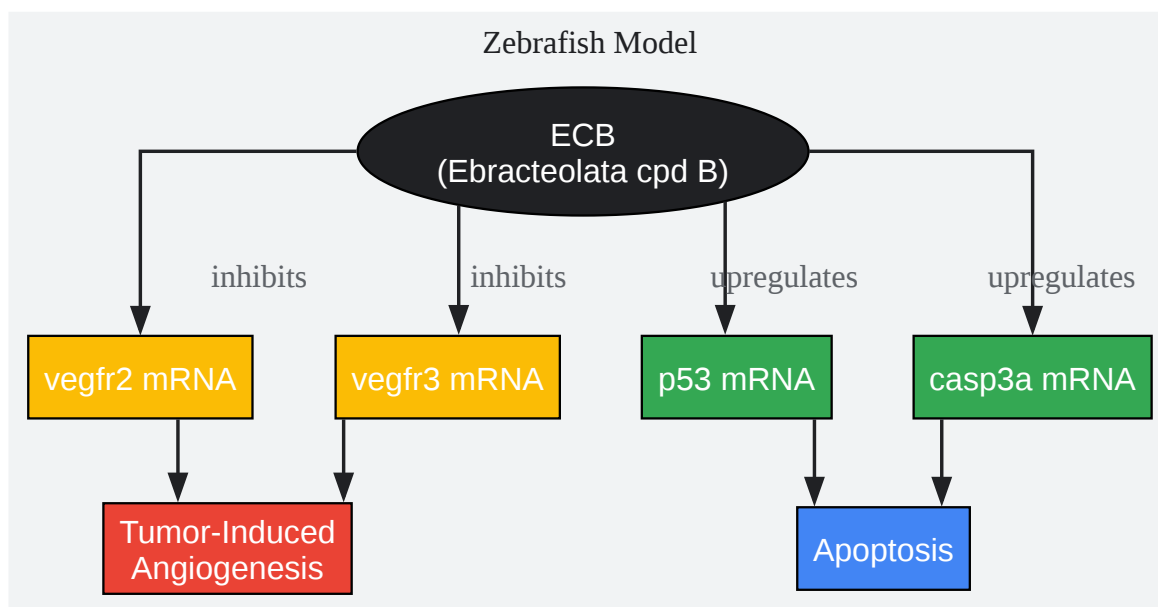 Zebrafish Model
ECB
(Ebracteolata cpd B)
inhibits
inhibits
upregulates
upregulates
vegfr2 mRNA
vegfr3 mRNA
p53 mRNA
casp3a mRNA
Tumor-Induced
Angiogenesis
Apoptosis